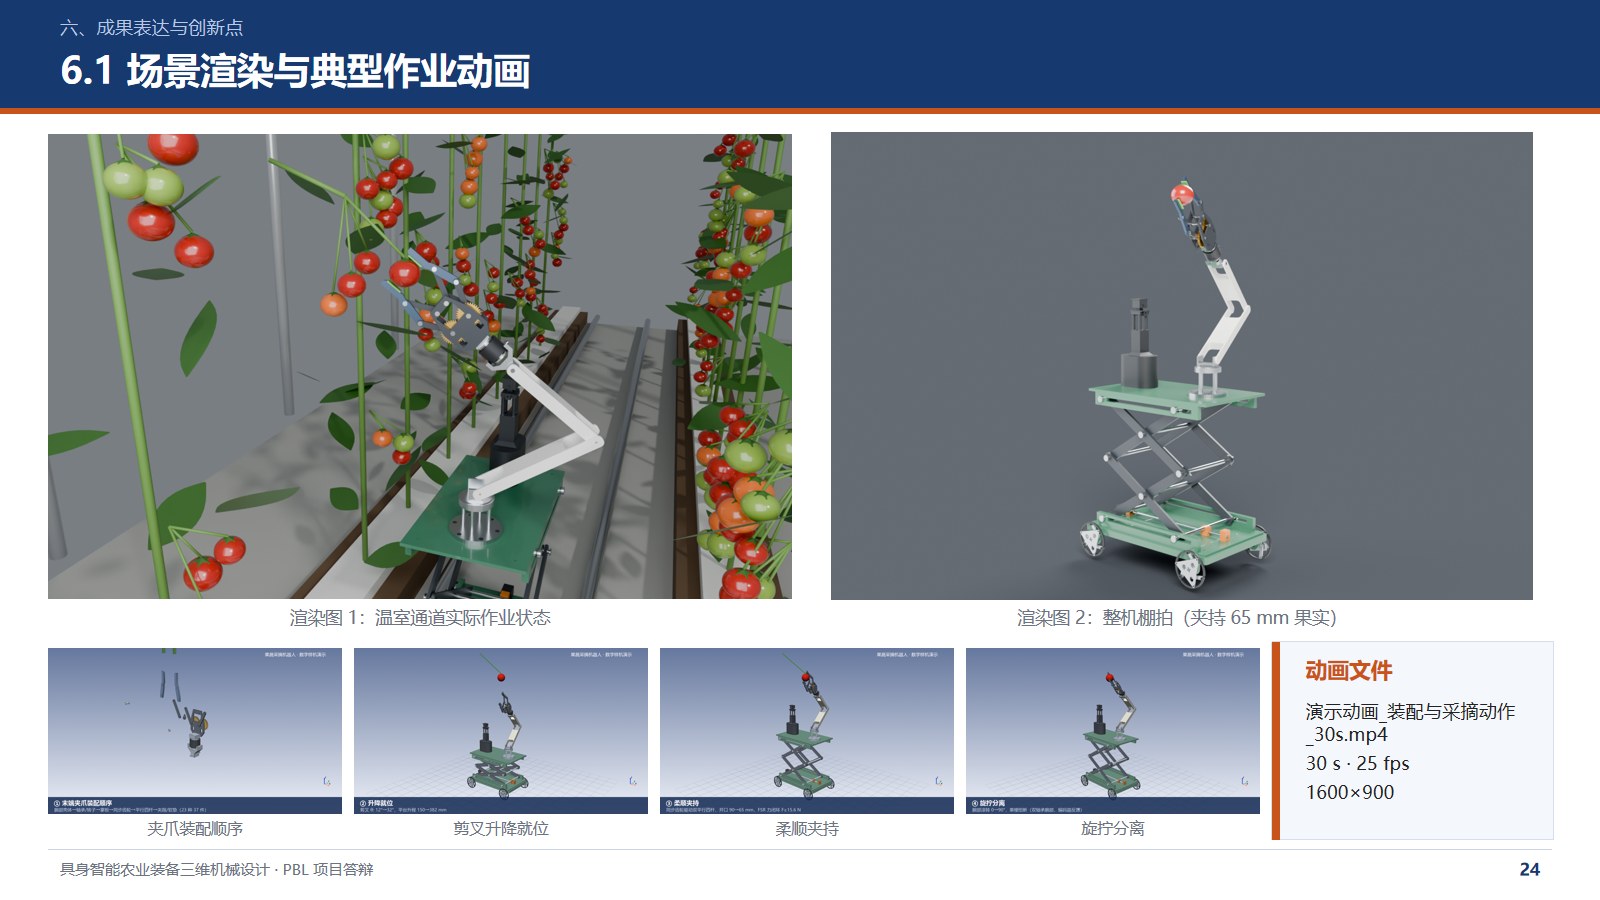 六、成果表达与创新点
6.1 场景渲染与典型作业动画
渲染图 1：温室通道实际作业状态
渲染图 2：整机棚拍（夹持 65 mm 果实）
① 末端夹爪装配顺序
② 升降就位
③ 柔顺夹持
④ 旋拧分离
夹爪装配顺序
剪叉升降就位
柔顺夹持
旋拧分离
动画文件
演示动画_装配与采摘动作
_30s.mp4
30 s · 25 fps
1600×900
具身智能农业装备三维机械设计 · PBL 项目答辩
24